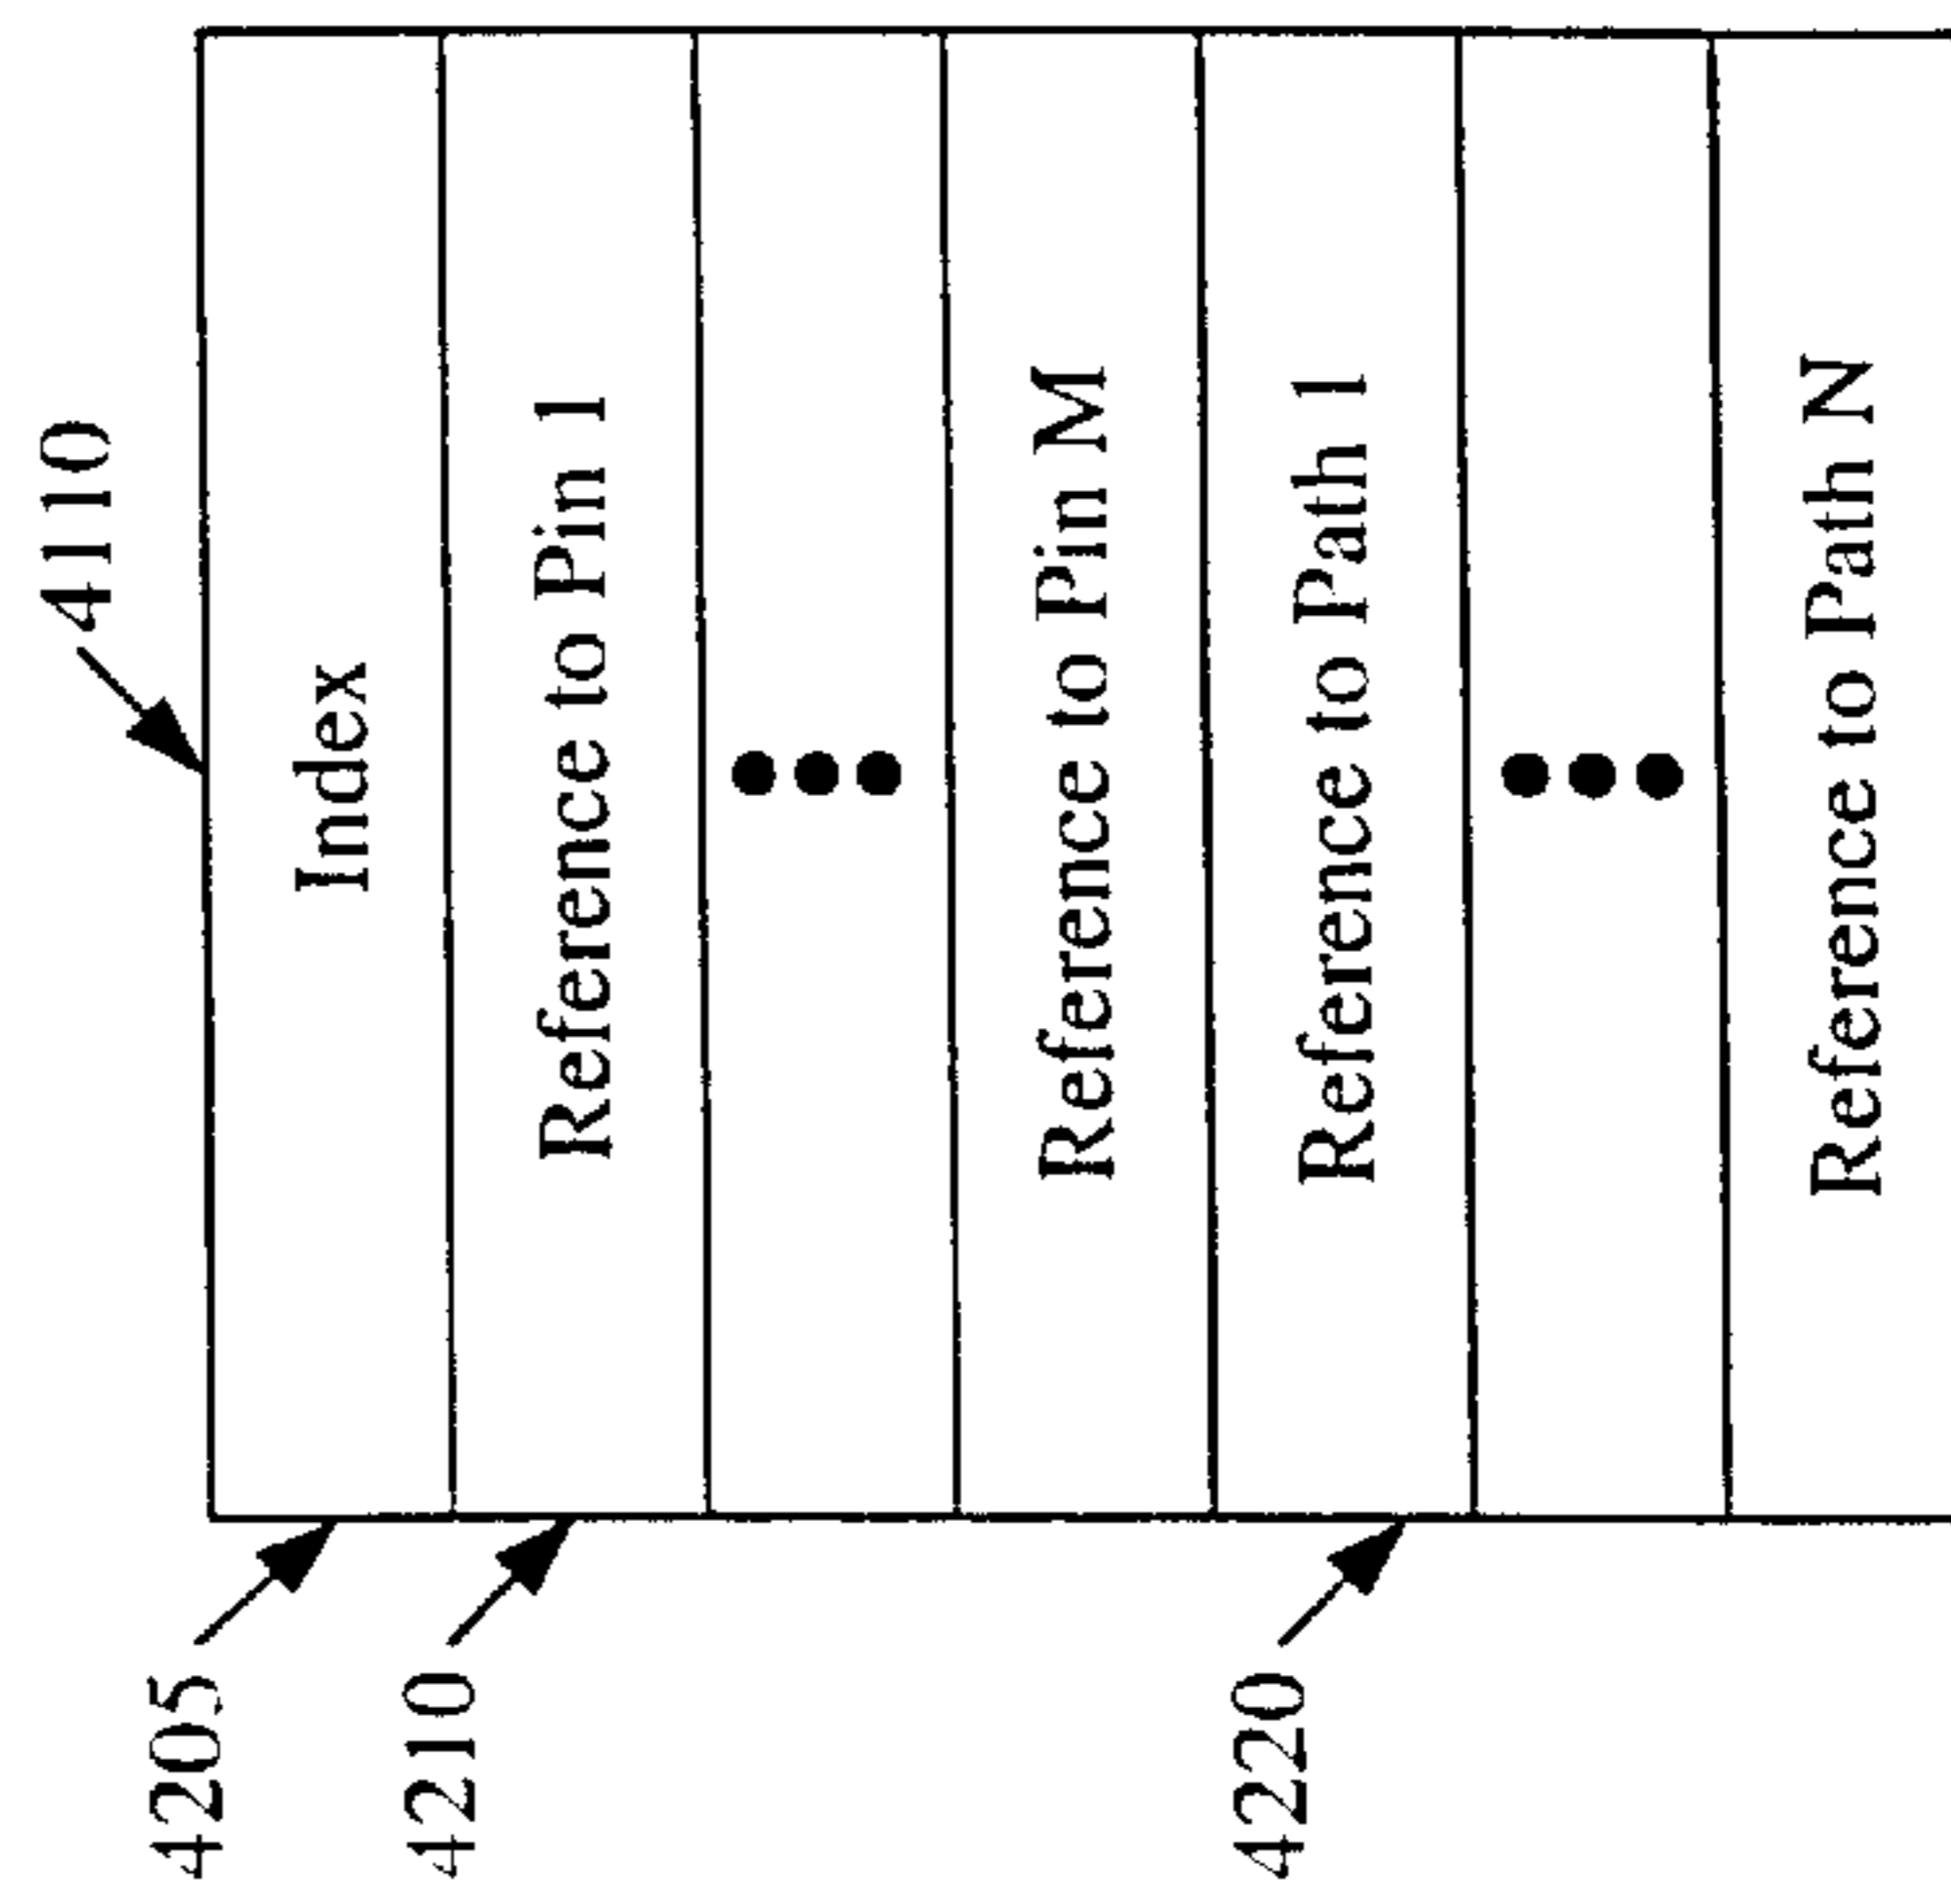 4110
4205
Index
4210
Reference to Pin 1
Reference to Pin M
4220
Reference to Path 1
Reference to Path N